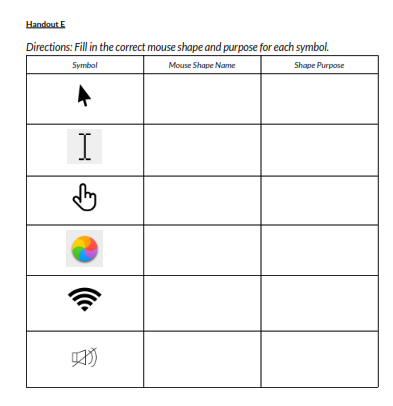 Handout E
Directions: Fill in the correct mouse shape and purpose for each symbol.
Symbol Mouse Shape Name Shape Purpose